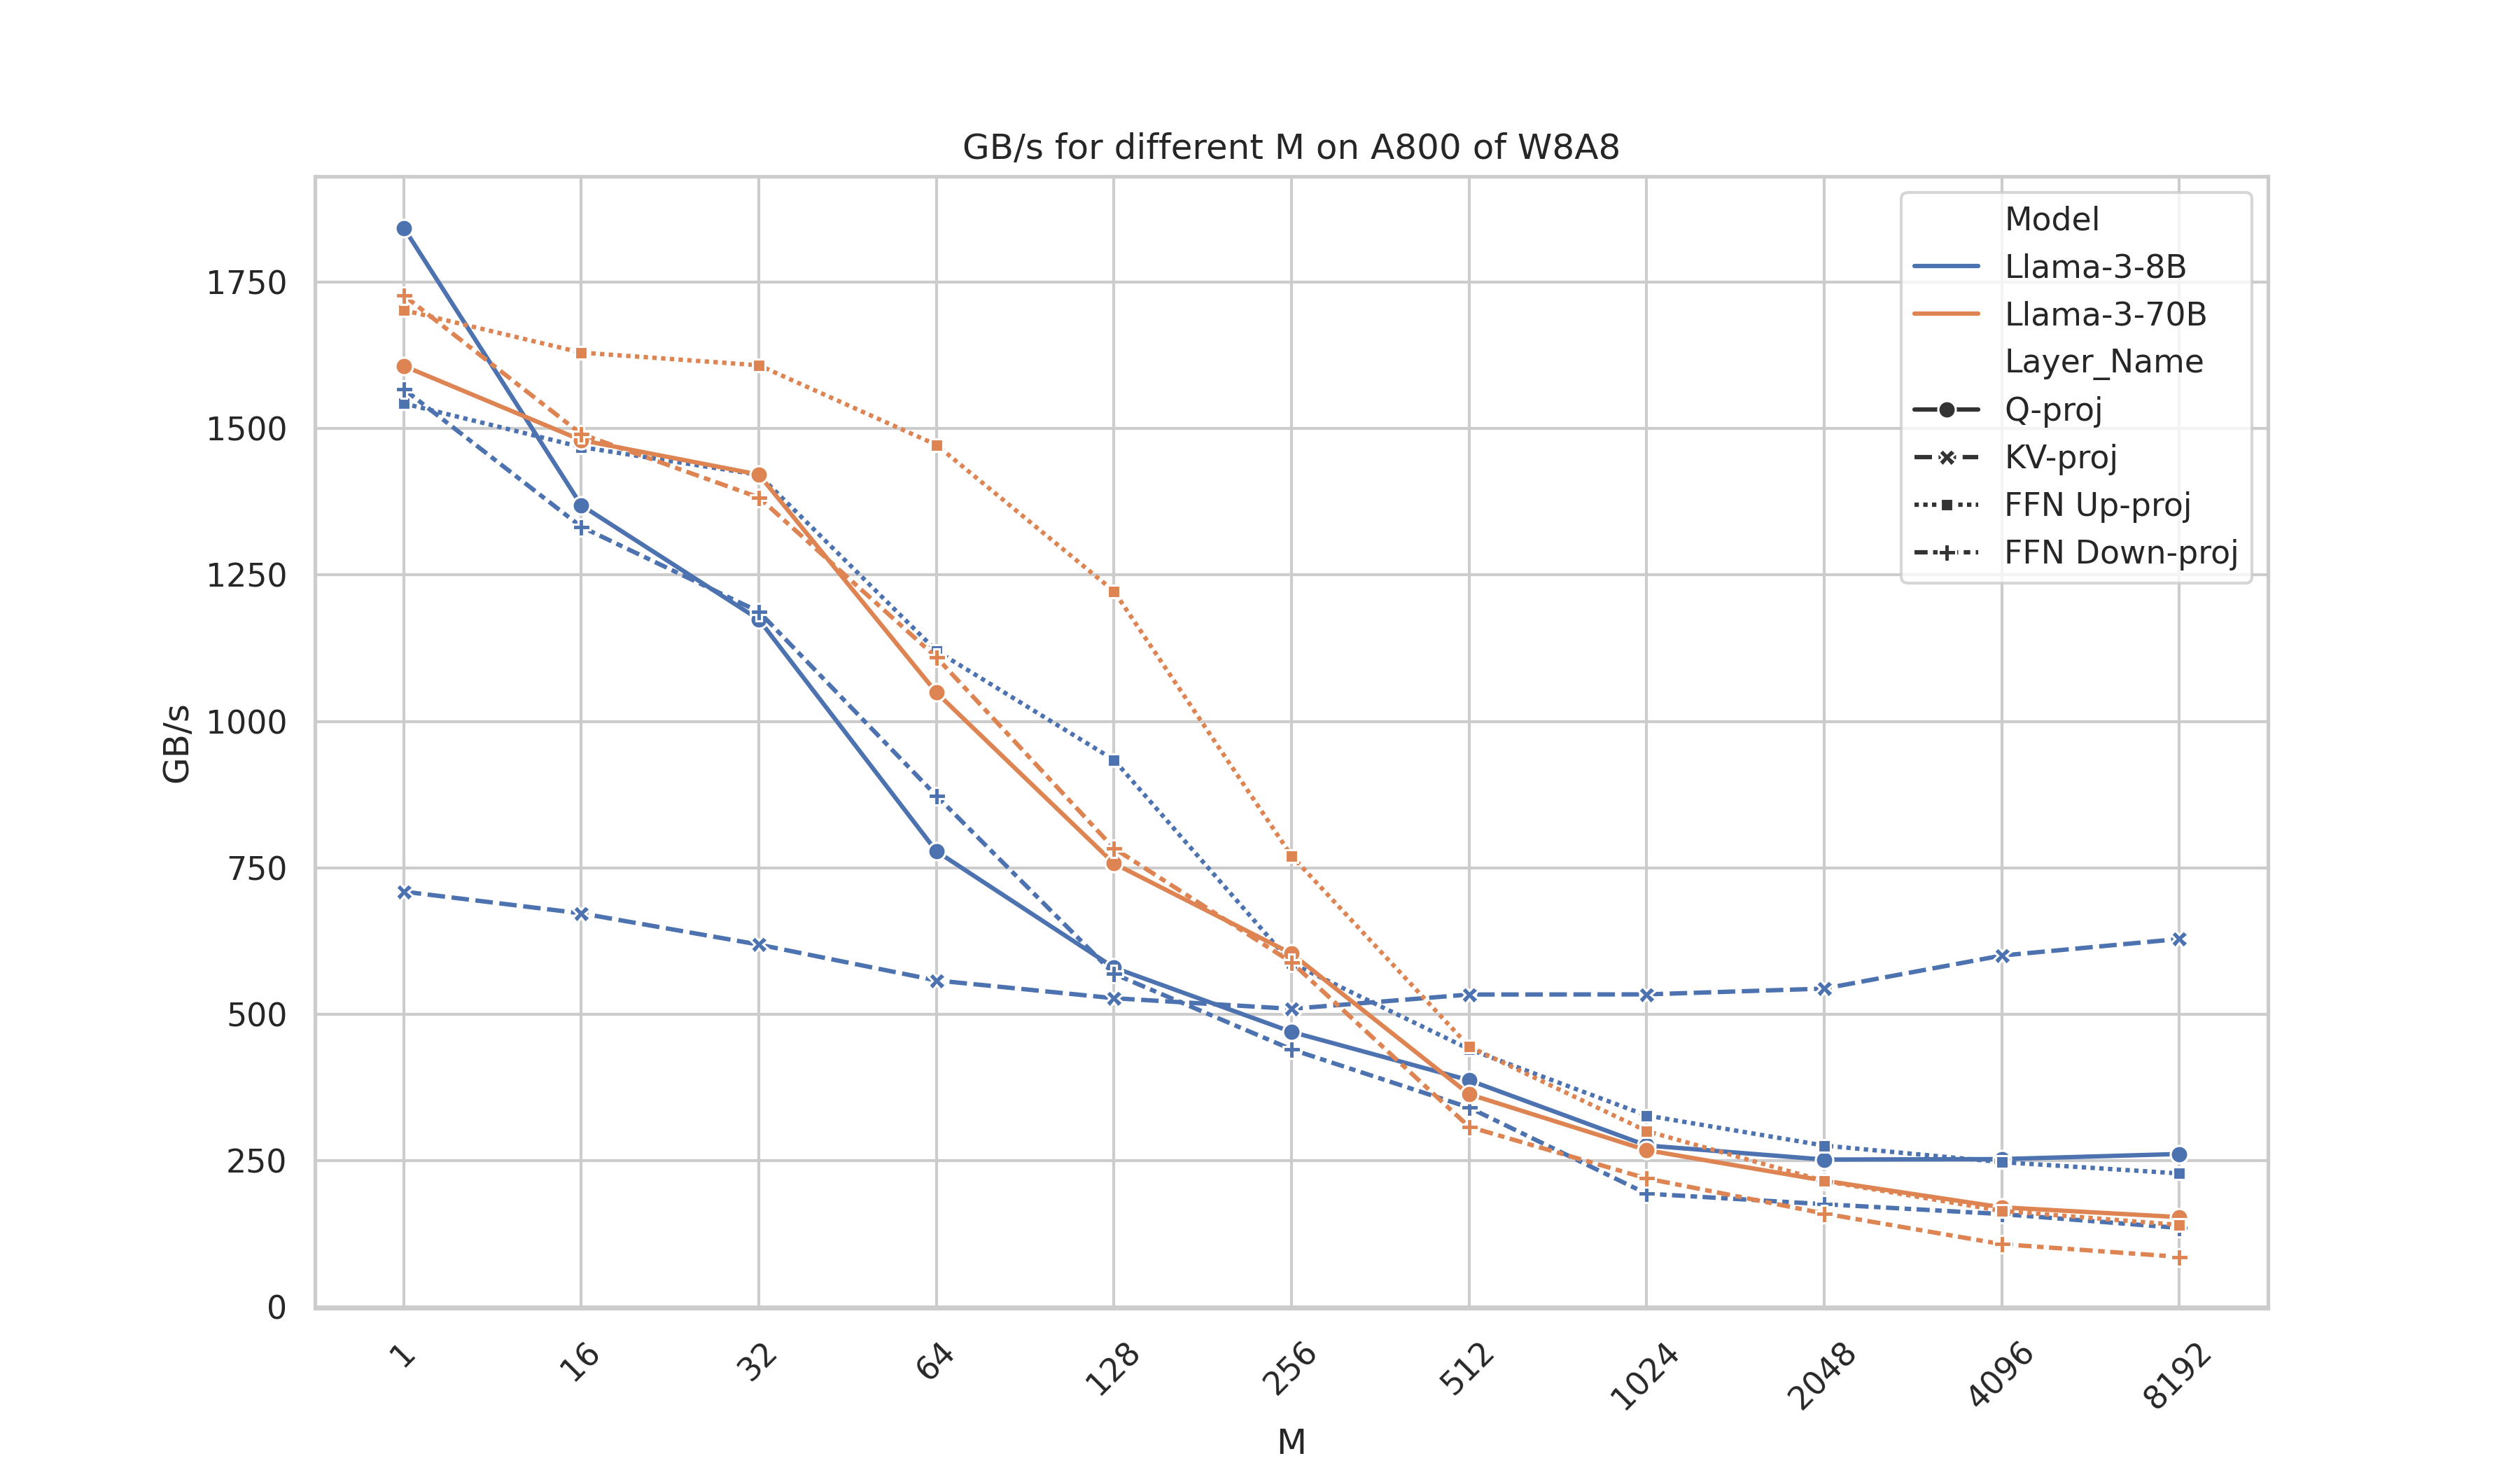 GB/s for different M on A800 of W8A8
Model
Llama-3-8B
Llama-3-70B
Layer_Name
Q-proj
KV-proj
FFN Up-proj
FFN Down-proj
GB/s
1750
1500
1250
1000
750
500
250
0
1 16 32 64 128 256 512 1024 2048 4096 8192
M